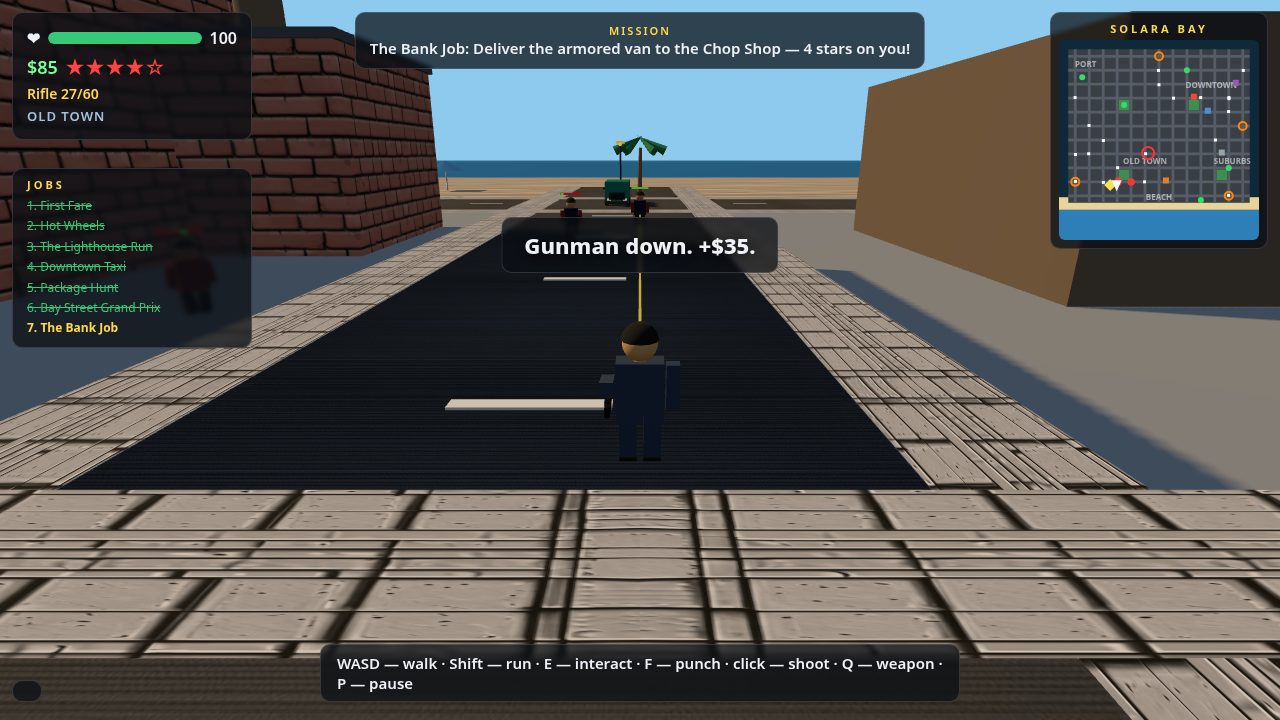 ❤ 100
$85 ★★★★☆
Rifle 27/60
OLD TOWN
JOBS
1. First Fare
2. Hot Wheels
3. The Lighthouse Run
4. Downtown Taxi
5. Package Hunt
6. Bay Street Grand Prix
7. The Bank Job
MISSION
The Bank Job: Deliver the armored van to the Chop Shop — 4 stars on you!
Gunman down. +$35.
SOLARA BAY
PORT
DOWNTOWN
OLD TOWN
SUBURBS
BEACH
WASD — walk · Shift — run · E — interact · F — punch · click — shoot · Q — weapon ·
P — pause